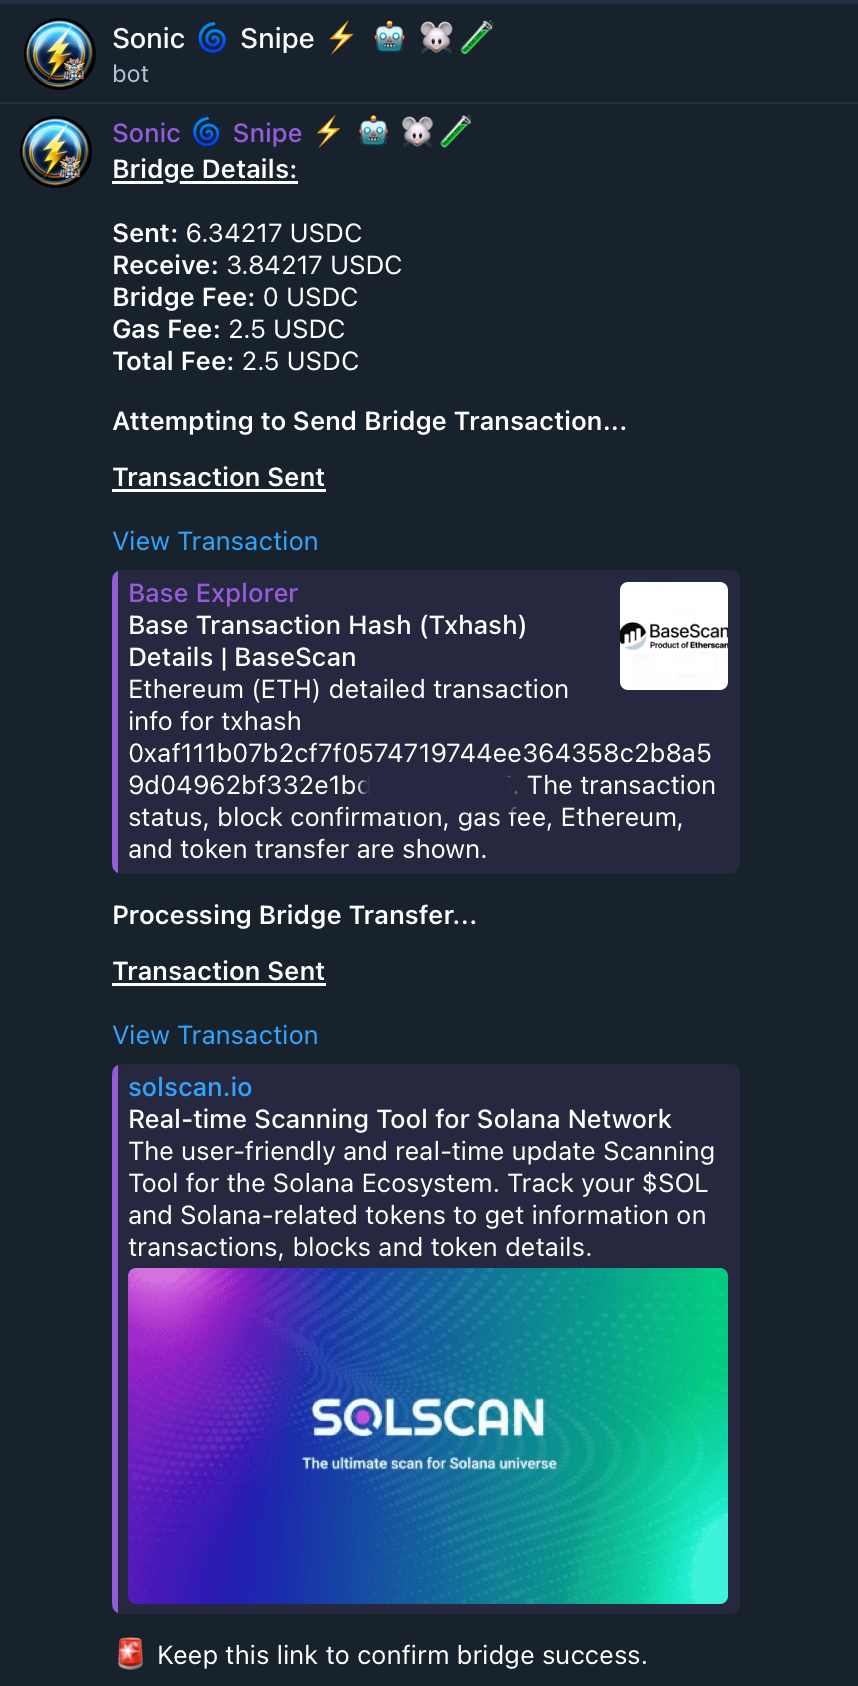 Sonic 🌀 Snipe ⚡ 🤖 🐭🧪
bot
Sonic 🌀 Snipe ⚡ 🤖 🐭🧪
Bridge Details:
Sent: 6.34217 USDC
Receive: 3.84217 USDC
Bridge Fee: 0 USDC
Gas Fee: 2.5 USDC
Total Fee: 2.5 USDC
Attempting to Send Bridge Transaction...
Transaction Sent
View Transaction
Base Explorer
Base Transaction Hash (Txhash)
Details | BaseScan
BaseScan
Product of Etherscan
Ethereum (ETH) detailed transaction
info for txhash
0xaf111b07b2cf7f0574719744ee364358c2b8a5
9d04962bf332e1b . The transaction
status, block confirmation, gas fee, Ethereum,
and token transfer are shown.
Processing Bridge Transfer...
Transaction Sent
View Transaction
solscan.io
Real-time Scanning Tool for Solana Network
The user-friendly and real-time update Scanning
Tool for the Solana Ecosystem. Track your $SOL
and Solana-related tokens to get information on
transactions, blocks and token details.
SOLSCAN
The ultimate scan for Solana universe
🚨 Keep this link to confirm bridge success.